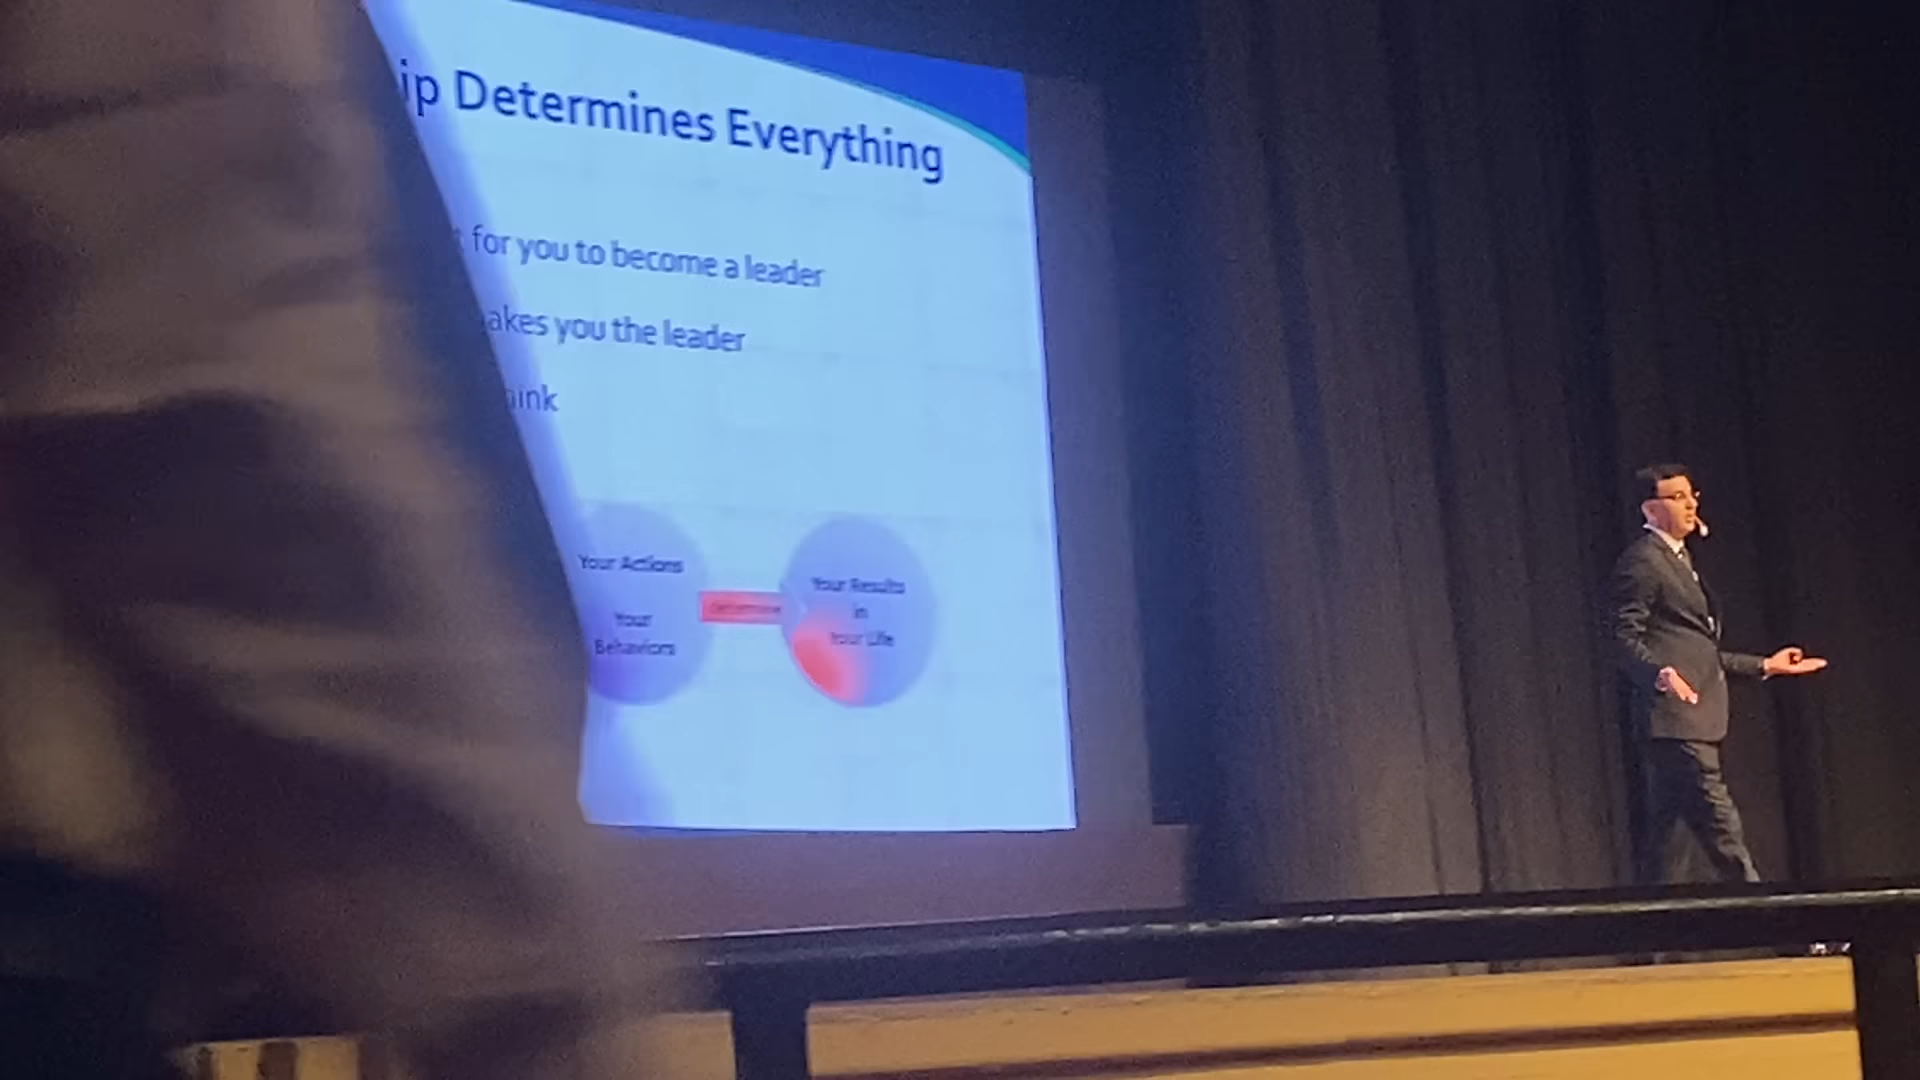 ip Determines Everything
for you to become a leader
akes you the leader
ink
Your Actions
Your
Behaviors
determine
Your Results
in
Your Life